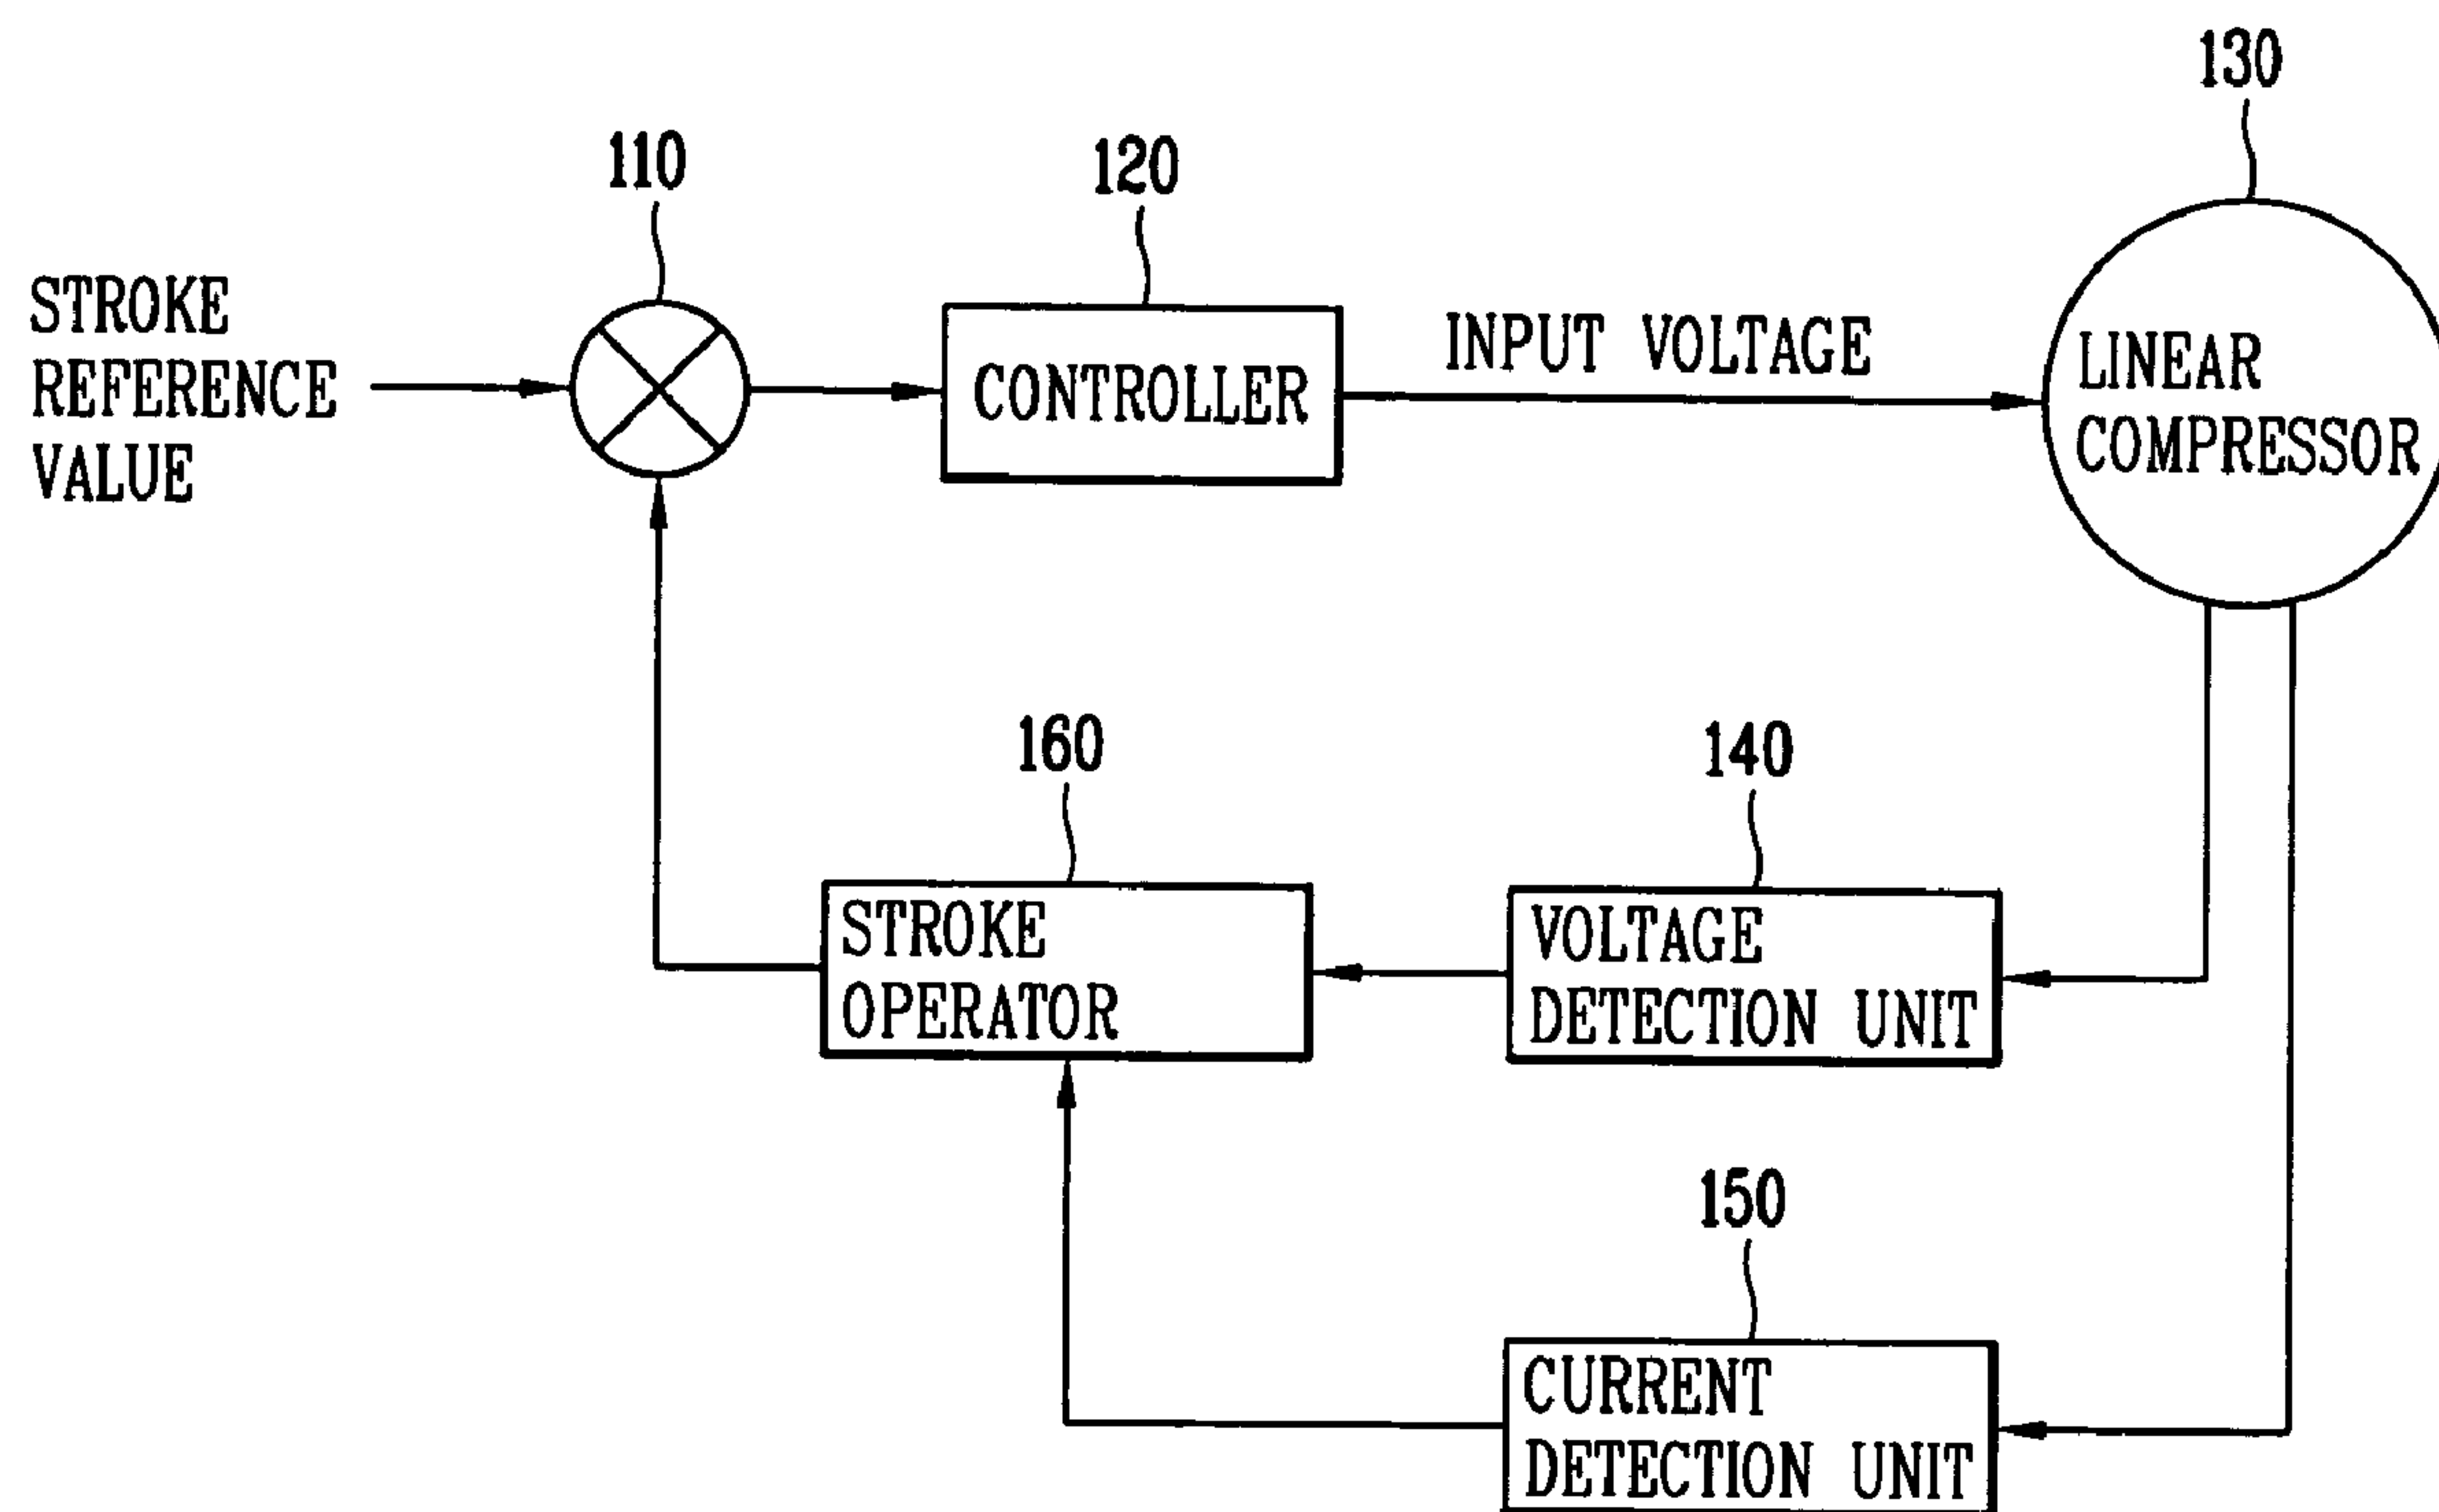 130
110
120
STROKE
REFERENCE
VALUE
CONTROLLER
INPUT VOLTAGE
LINEAR
COMPRESSOR
160
140
STROKE
OPERATOR
VOLTAGE
DETECTION UNIT
150
CURRENT
DETECTION UNIT